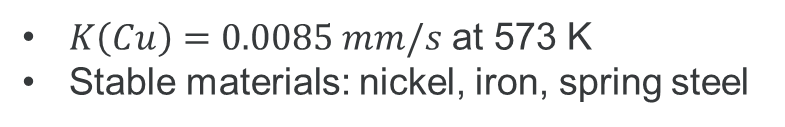 • K(Cu) = 0.0085 mm/s at 573 K
• Stable materials: nickel, iron, spring steel